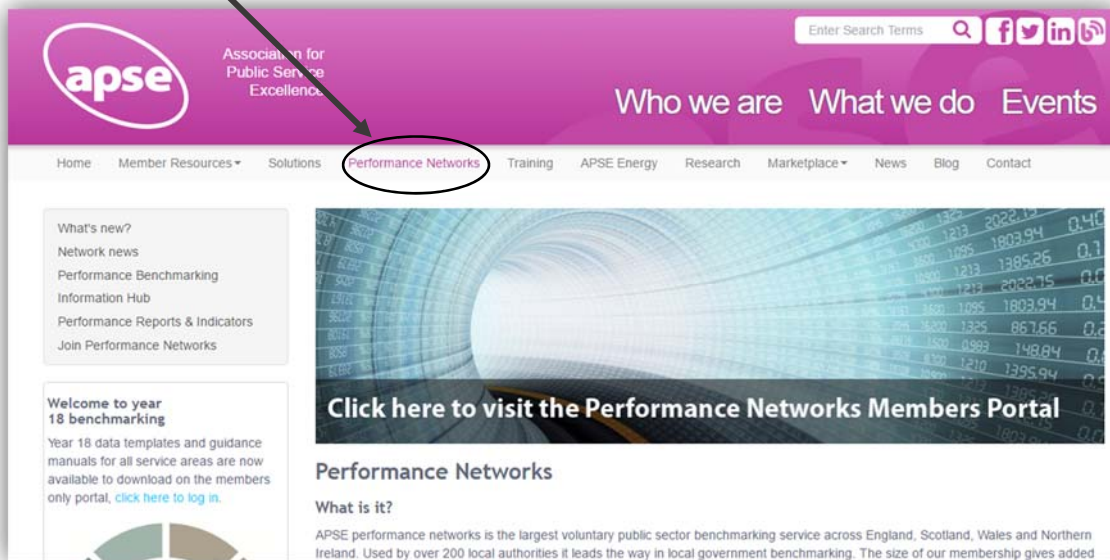 apse
Association for
Public Service
Excellence
Enter Search Terms
Who we are What we do Events
Home Member Resources Solutions Performance Networks Training APSE Energy Research Marketplace News Blog Contact
What's new?
Network news
Performance Benchmarking
Information Hub
Performance Reports & Indicators
Join Performance Networks
Click here to visit the Performance Networks Members Portal
Welcome to year
18 benchmarking
Year 18 data templates and guidance
manuals for all service areas are now
available to download on the members
only portal, click here to log in.
Performance Networks
What is it?
APSE performance networks is the largest voluntary public sector benchmarking service across England, Scotland, Wales and Northern
Ireland. Used by over 200 local authorities it leads the way in local government benchmarking. The size of our membership gives added